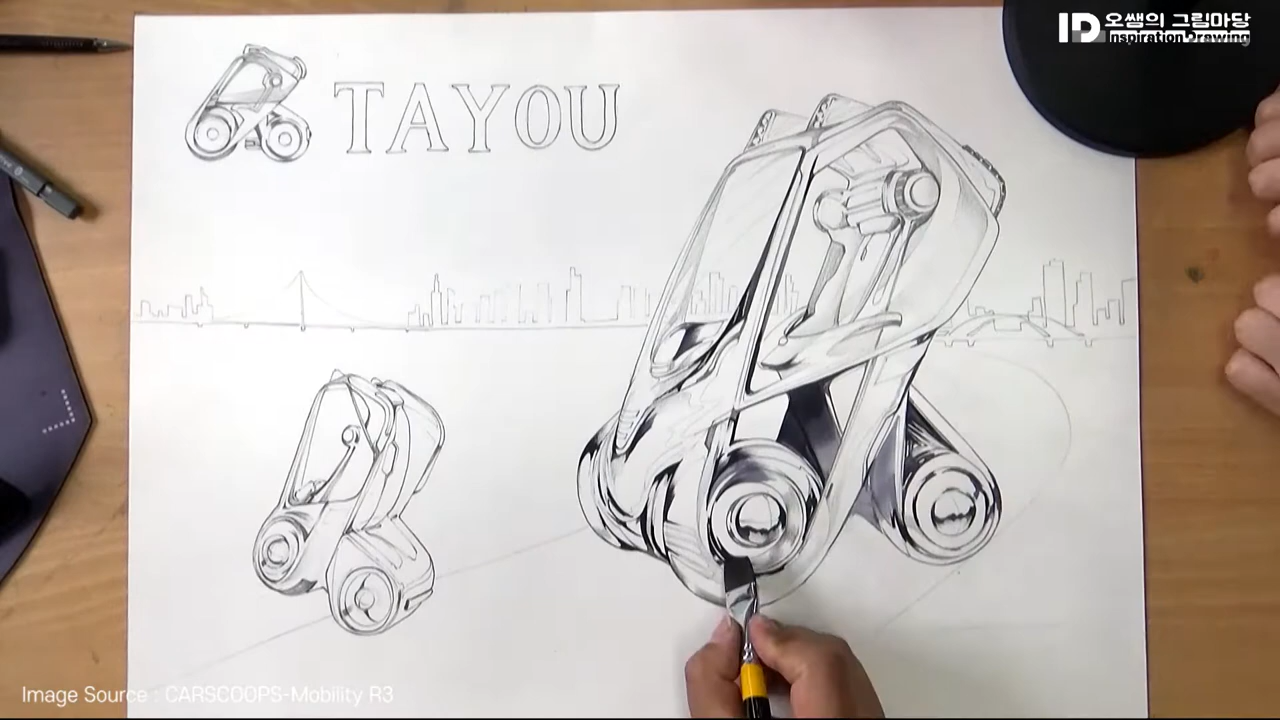 ID 오쌤의 그림마당
Inspiration Drawing
TAYOU
Image Source : CARSCOOPS-Mobility R3